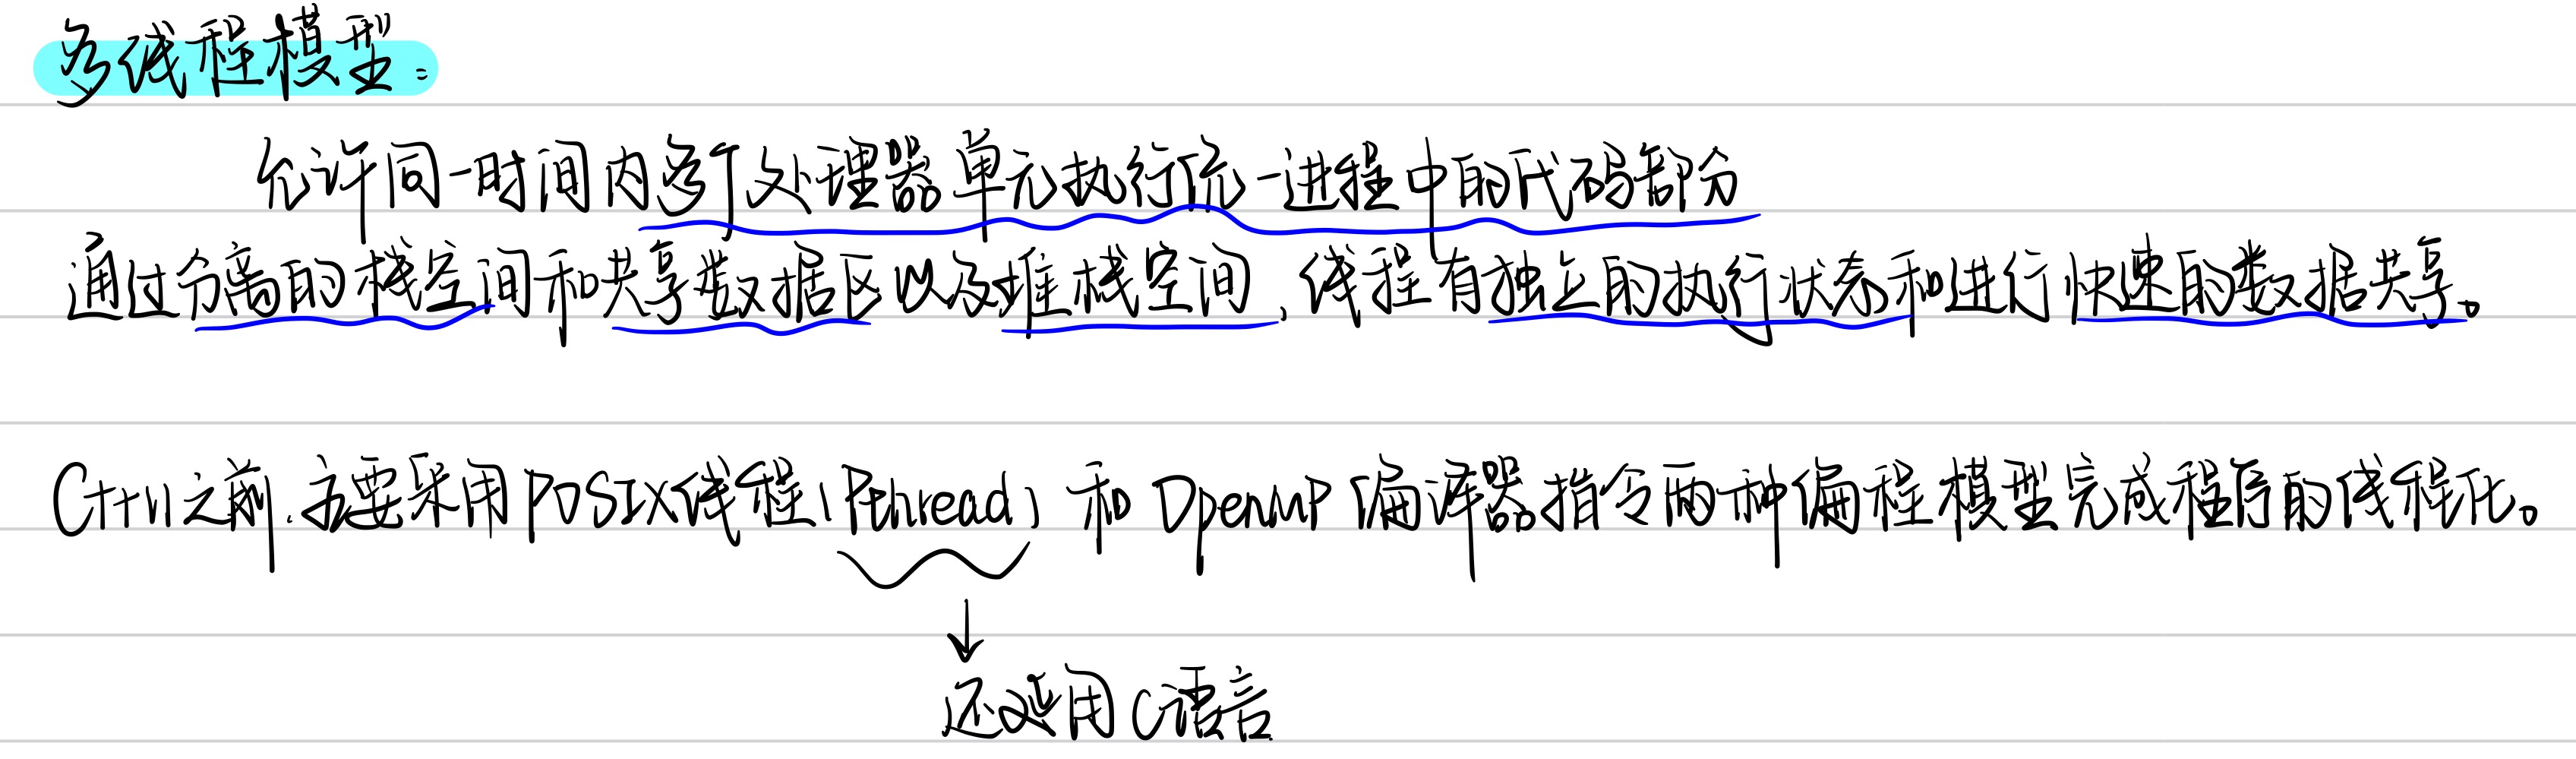 多线程模型：
允许同一时间内多个处理器单元执行统一进程中的代码部分
通过分离的栈空间和共享数据区以及堆栈空间、线程有独立的执行状态和进行快速的数据共享。
C++11之前，主要采用POSIX线程（Pthread）和OpenMP编译器指令两种编程模型完成程序的线程化。
还延用C语言